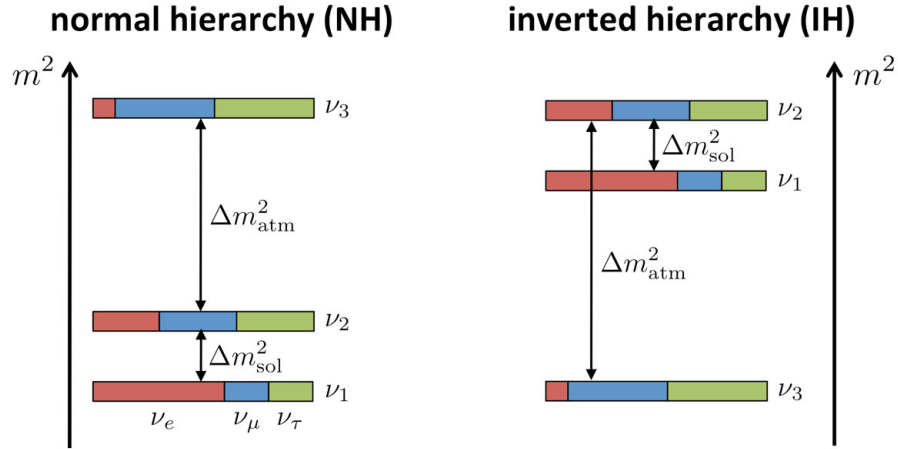 normal hierarchy (NH)
m²
ν₃
Δm²atm
ν₂
Δm²sol
ν₁
νe νμ ντ
inverted hierarchy (IH)
m²
ν₂
Δm²sol
ν₁
Δm²atm
ν₃